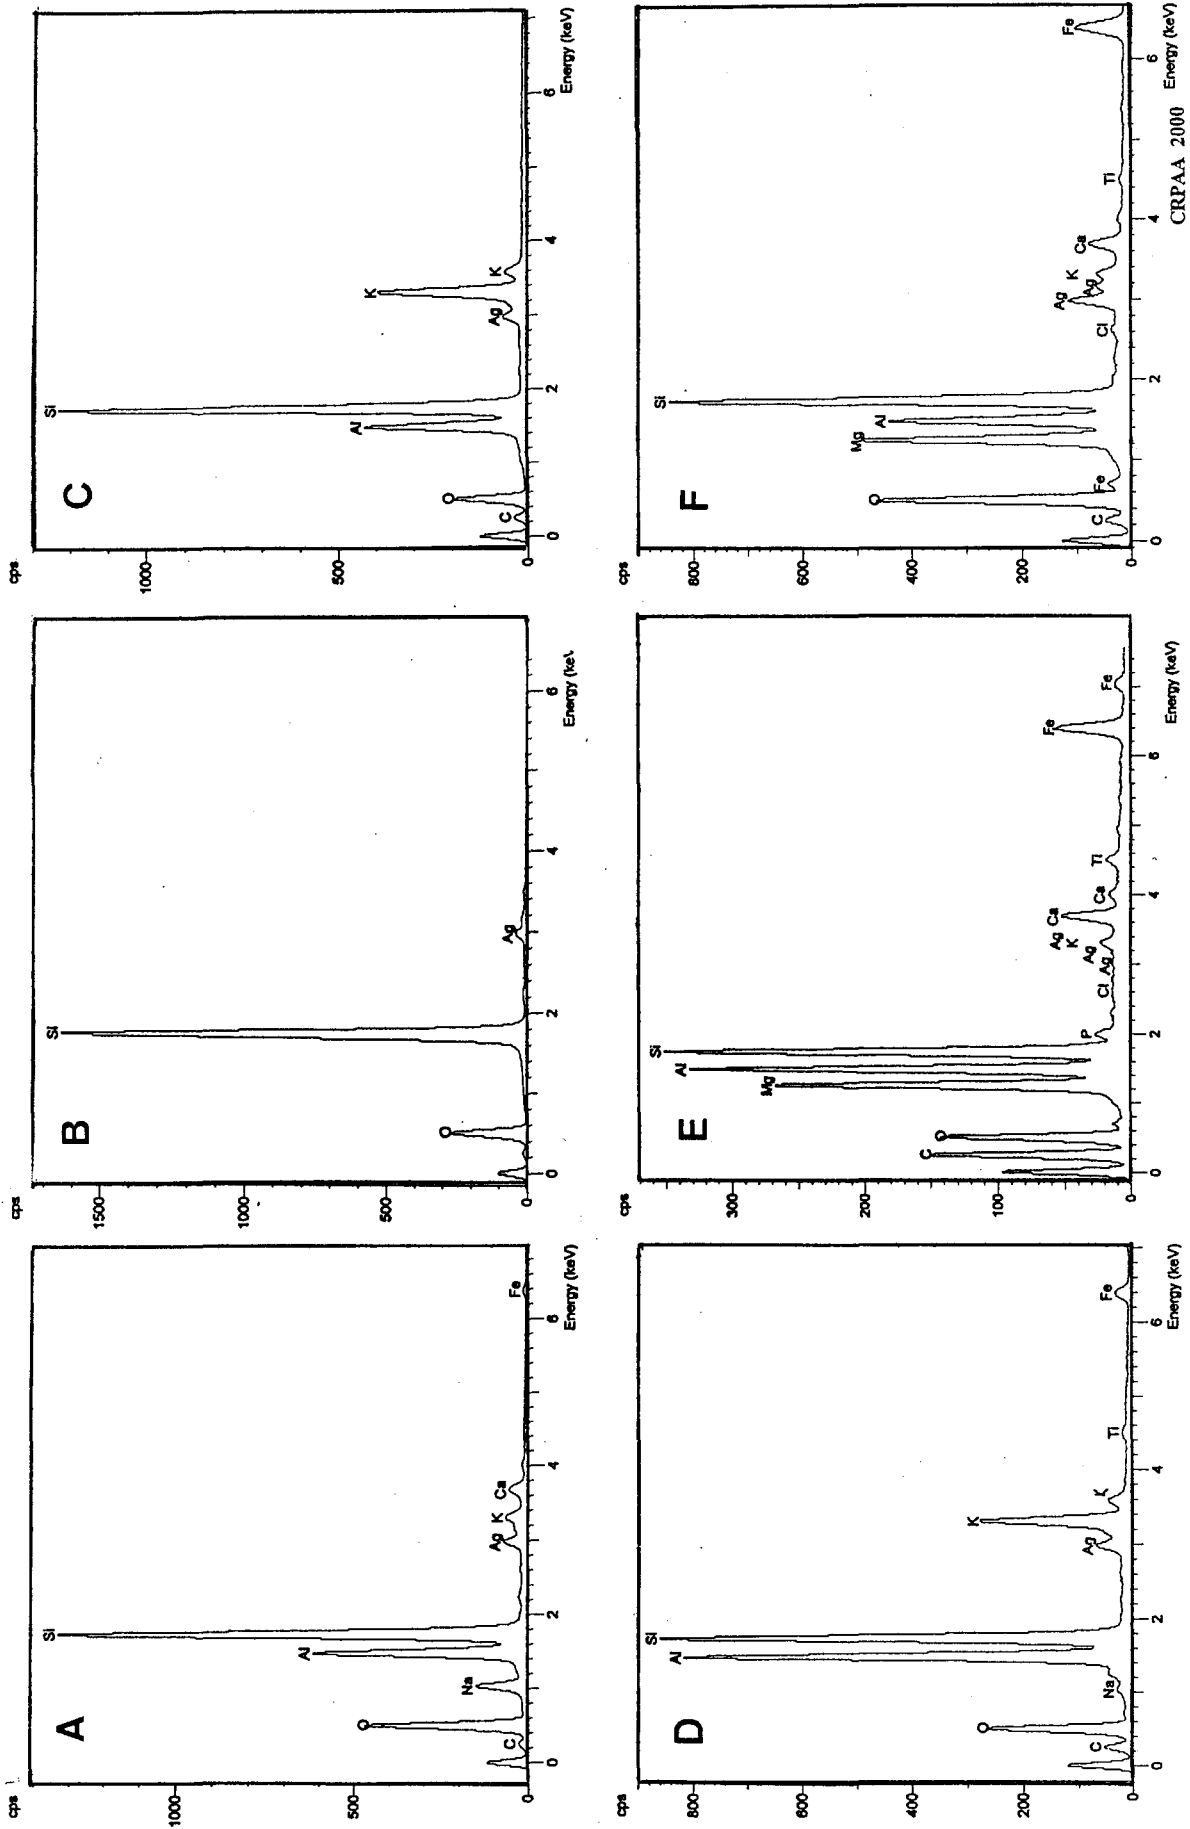 A
cps
1000
500
0
C
O
Na
Al
Si
Ag
K
Ca
Fe
0
2
4
6
Energy (keV)
B
cps
1500
1000
500
0
O
Si
Ag
0
2
4
6
Energy (keV
C
cps
1000
500
0
C
O
Al
Si
Ag
K
K
0
2
4
6
Energy (keV)
D
cps
800
600
400
200
0
C
O
Na
Al
Si
Ag
K
K
Ti
Fe
0
2
4
6
Energy (keV)
E
cps
300
200
100
0
C
O
Mg
Al
Si
P
Cl
Ag
Ag
K
Ag
Ca
Ca
Ti
Fe
Fe
0
2
4
6
Energy (keV)
F
cps
800
600
400
200
0
C
O
Fe
Mg
Al
Si
Cl
Ag
Ag
K
Ca
Ti
Fe
0
2
4
6
Energy (keV)
CRPAA 2000